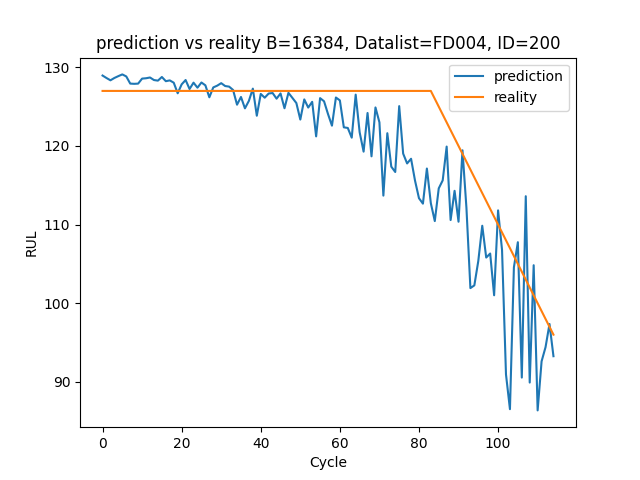 prediction vs reality B=16384, Datalist=FD004, ID=200
prediction
reality
130
120
110
100
90
RUL
0 20 40 60 80 100
Cycle